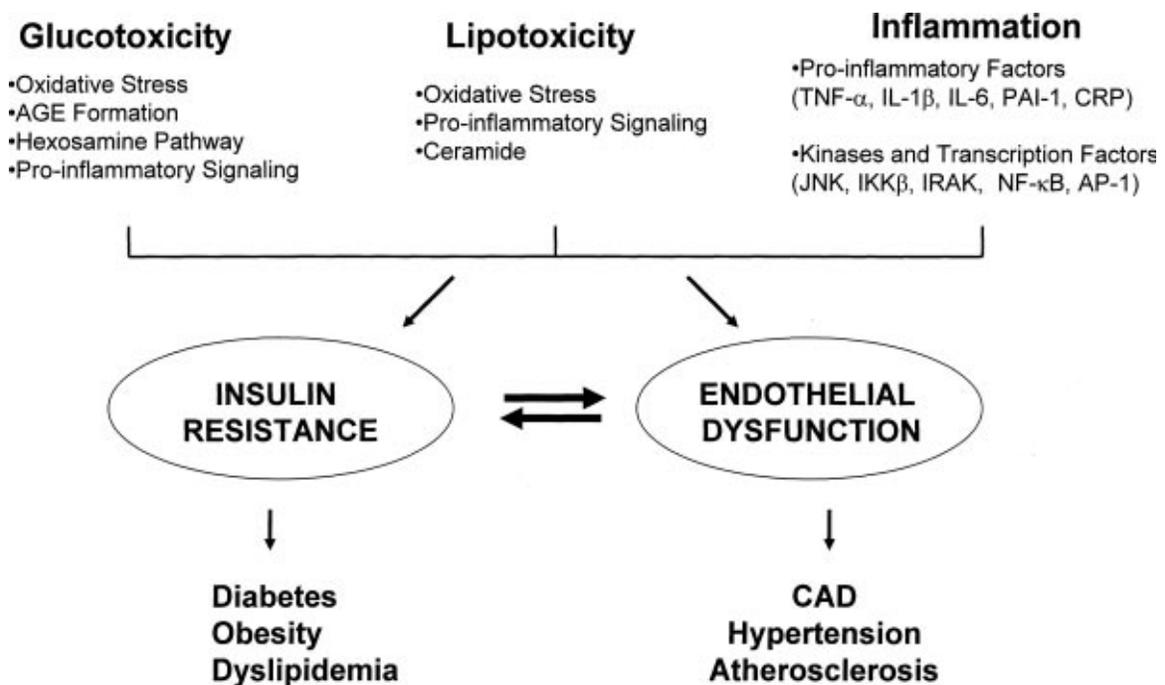 Glucotoxicity
•Oxidative Stress
•AGE Formation
•Hexosamine Pathway
•Pro-inflammatory Signaling
Lipotoxicity
•Oxidative Stress
•Pro-inflammatory Signaling
•Ceramide
Inflammation
•Pro-inflammatory Factors
(TNF-α, IL-1β, IL-6, PAI-1, CRP)
•Kinases and Transcription Factors
(JNK, IKKβ, IRAK, NF-κB, AP-1)
INSULIN
RESISTANCE
ENDOTHELIAL
DYSFUNCTION
Diabetes
Obesity
Dyslipidemia
CAD
Hypertension
Atherosclerosis